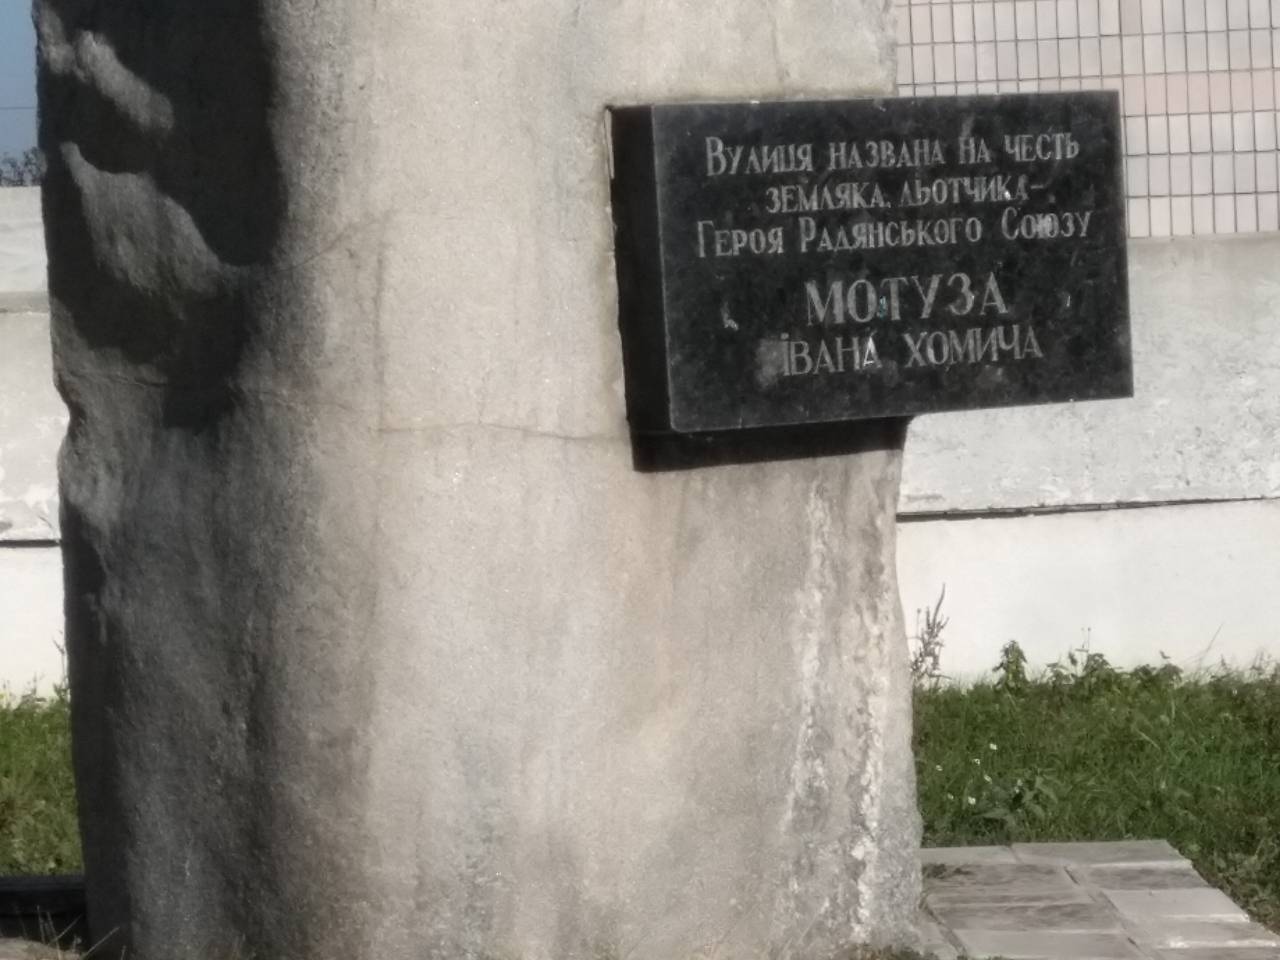 Вулиця названа на честь
земляка, льотчика-
Героя Радянського Союзу
МОТУЗА
ІВАНА ХОМИЧА